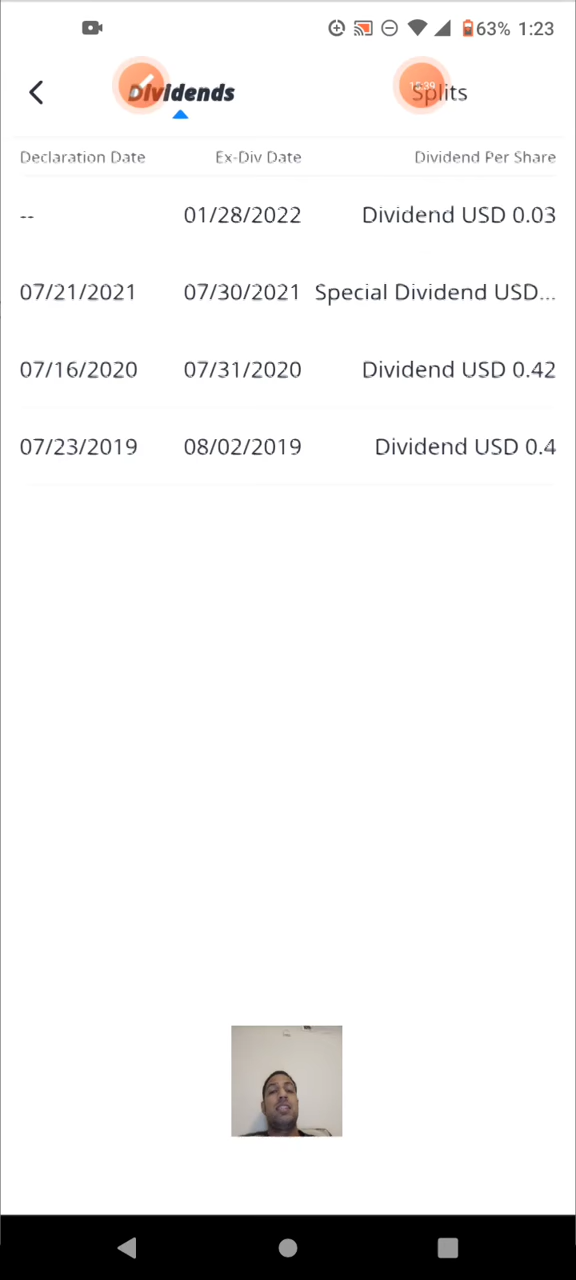 63% 1:23
Dividends Splits
15:39
Declaration Date Ex-Div Date Dividend Per Share
-- 01/28/2022 Dividend USD 0.03
07/21/2021 07/30/2021 Special Dividend USD...
07/16/2020 07/31/2020 Dividend USD 0.42
07/23/2019 08/02/2019 Dividend USD 0.4